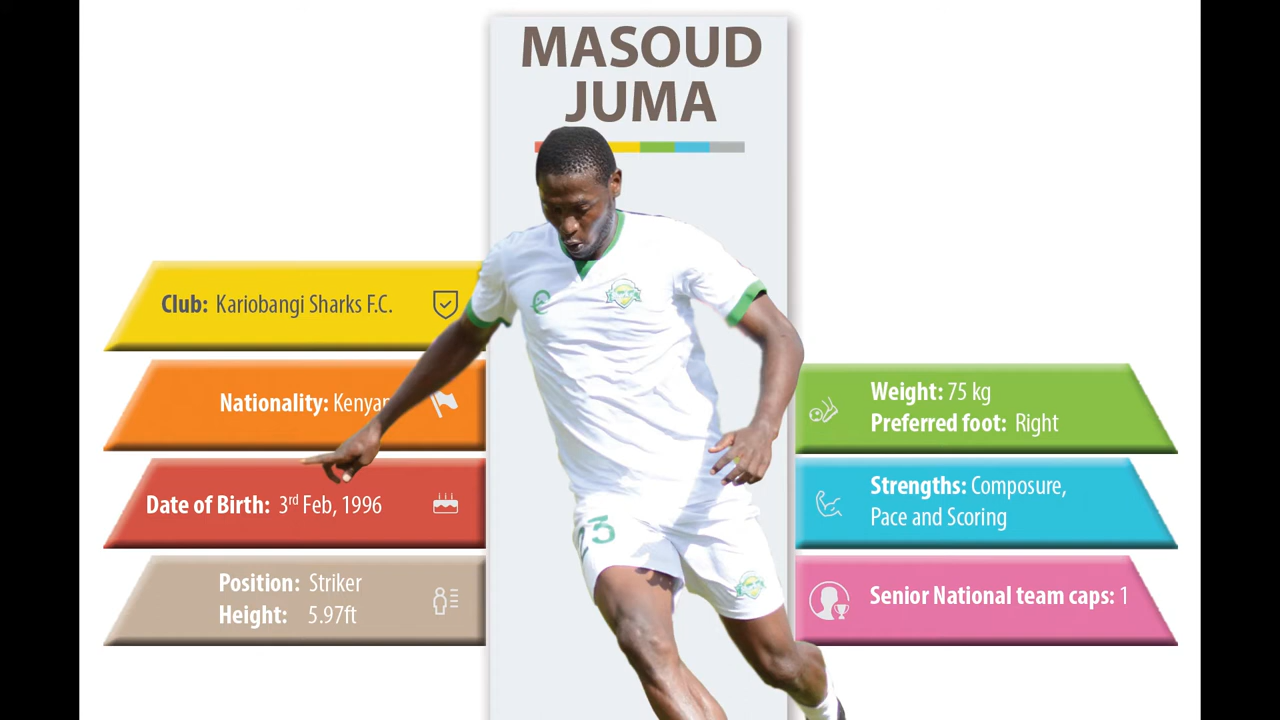 MASOUD
JUMA
Club: Kariobangi Sharks F.C.
Nationality: Kenyan
Date of Birth: 3rd Feb, 1996
Position: Striker
Height: 5.97ft
Weight: 75 kg
Preferred foot: Right
Strengths: Composure,
Pace and Scoring
Senior National team caps: 1
23